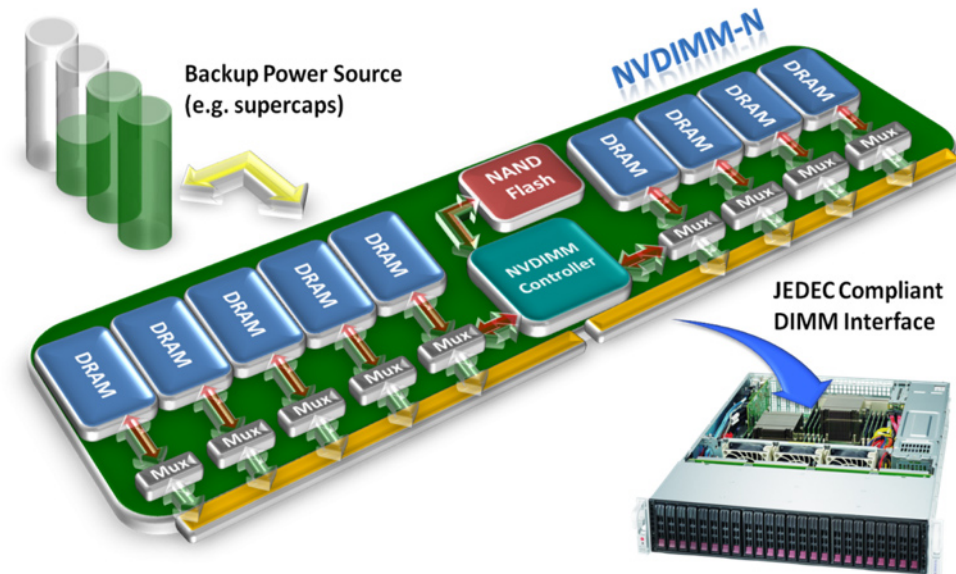 Backup Power Source
(e.g. supercaps)
NVDIMM-N
DRAM
DRAM
DRAM
DRAM
Mux
Mux
Mux
Mux
NAND
Flash
NVDIMM
Controller
DRAM
DRAM
DRAM
DRAM
DRAM
Mux
Mux
Mux
Mux
Mux
JEDEC Compliant
DIMM Interface